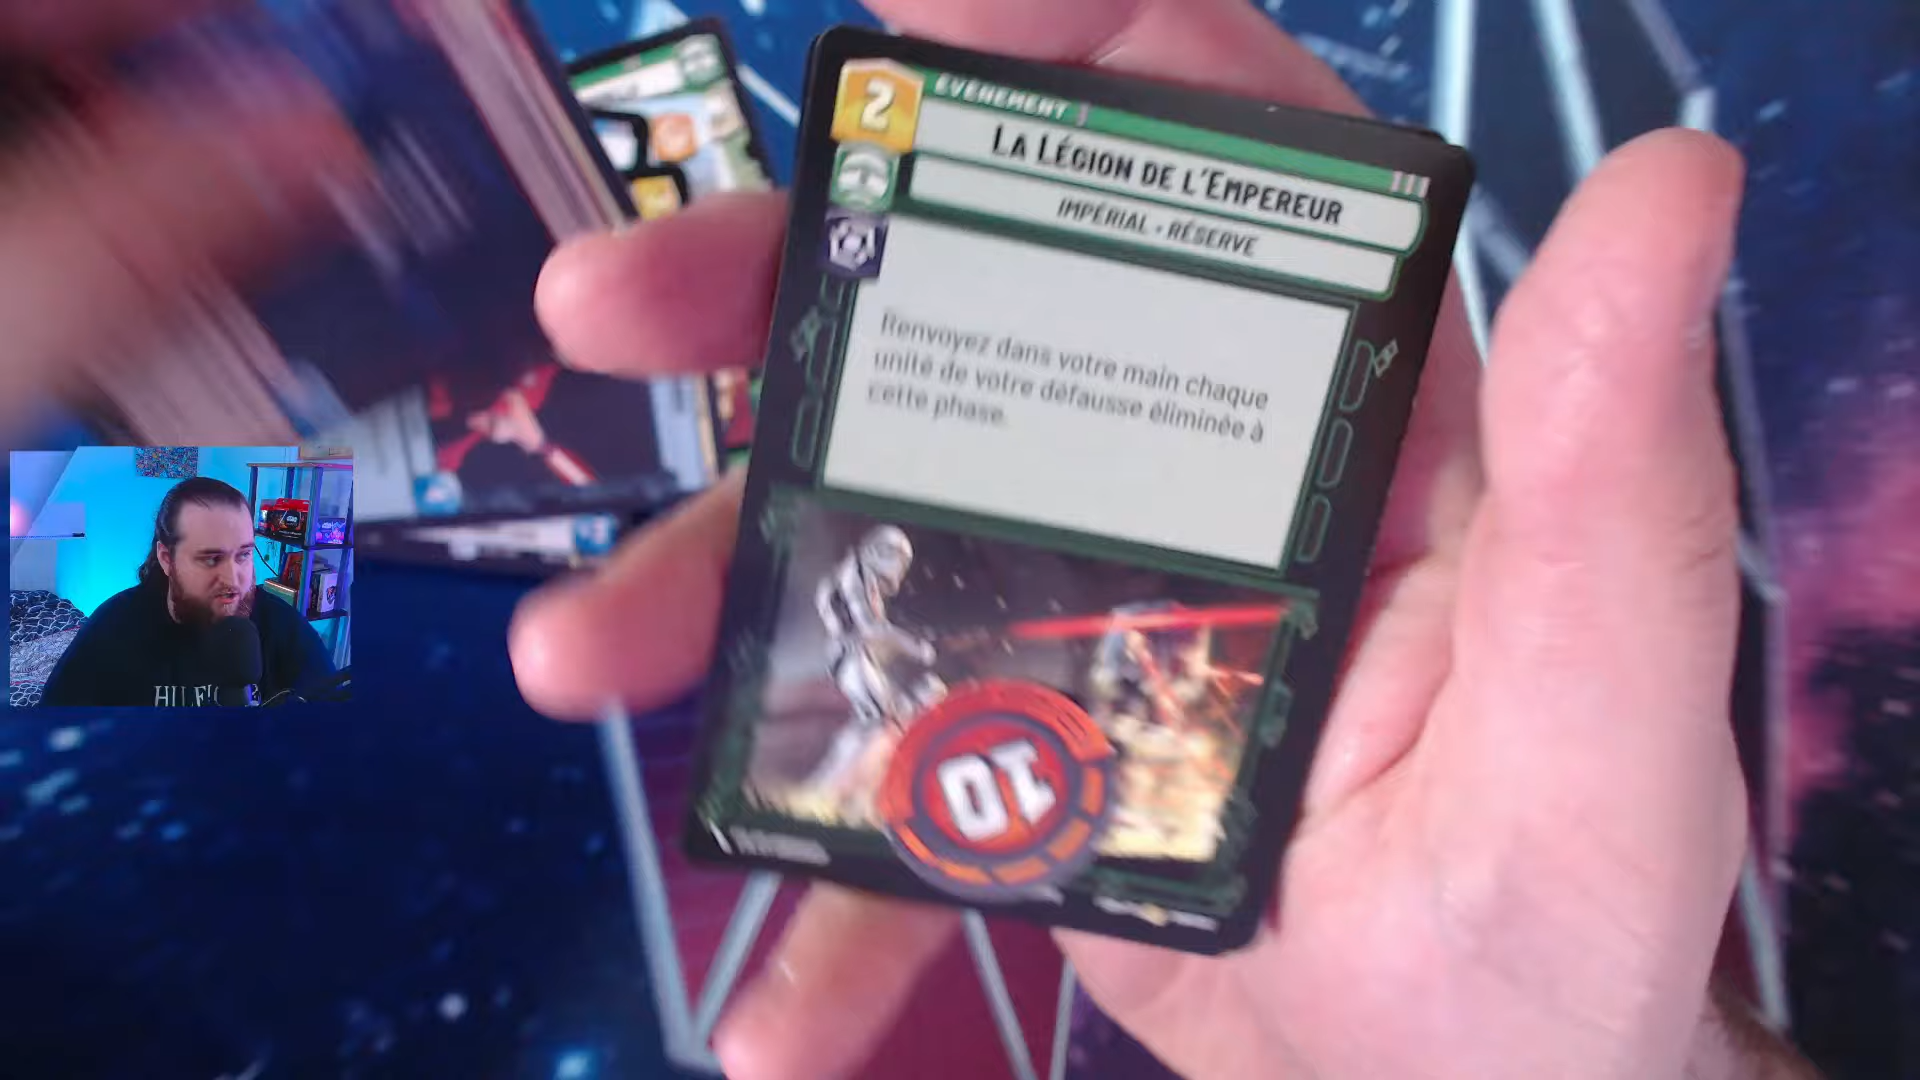 2
ÉVÉNEMENT
LA LÉGION DE L'EMPEREUR
IMPÉRIAL • RÉSERVE
Renvoyez dans votre main chaque
unité de votre défausse éliminée à
cette phase.
10